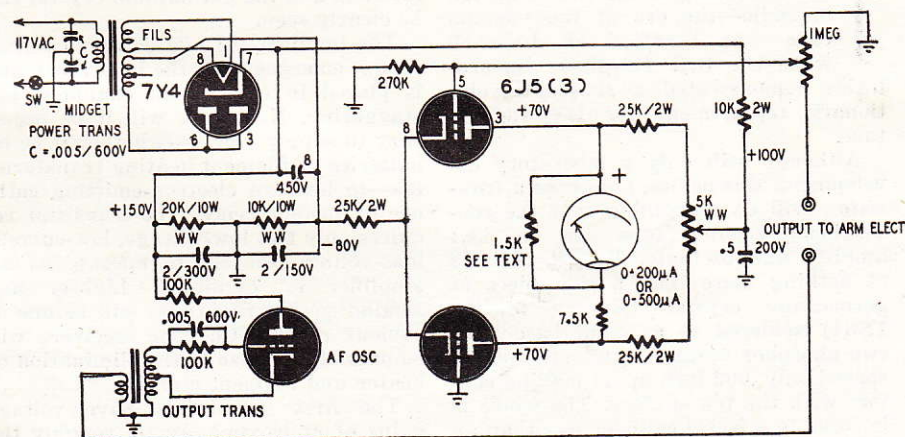 117VAC
C
SW
MIDGET
POWER TRANS
C = .005/600V
FILS
7Y4
8
1
7
6
3
8
450V
+150V
20K/10W
WW
10K/10W
WW
25K/2W
-80V
2/300V
2/150V
100K
.005 600V
100K
AF OSC
OUTPUT TRANS
270K
5
6J5(3)
8
3
+70V
25K/2W
1.5K
SEE TEXT
+
0-200µA
OR
0-500µA
7.5K
+70V
25K/2W
5K
WW
10K
2W
+100V
.5
200V
1MEG
OUTPUT TO ARM ELECT